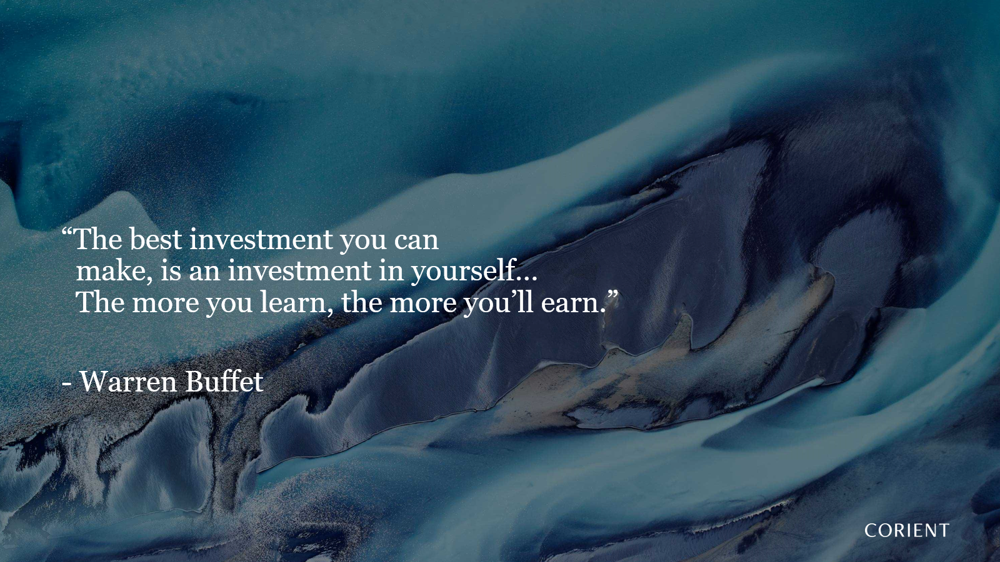 “The best investment you can
make, is an investment in yourself...
The more you learn, the more you’ll earn.”
- Warren Buffet
CORIENT